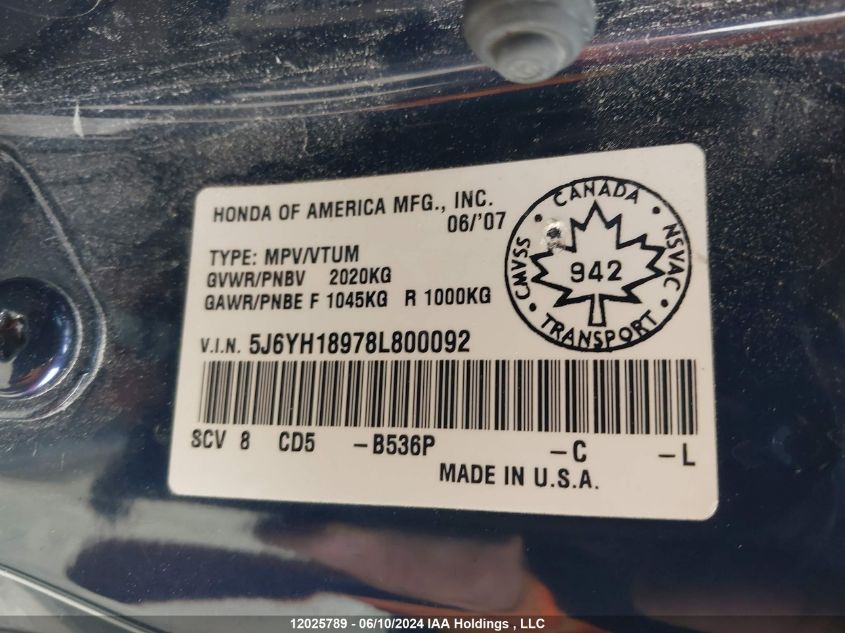 HONDA OF AMERICA MFG., INC.
06/'07
TYPE: MPV/VTUM
GVWR/PNBV 2020KG
GAWR/PNBE F 1045KG R 1000KG
CANADA
CMVSS
NSVAC
942
TRANSPORT
V.I.N. 5J6YH18978L800092
SCV 8 CD5 -B536P -C -L
MADE IN U.S.A.
12025789 - 06/10/2024 IAA Holdings , LLC